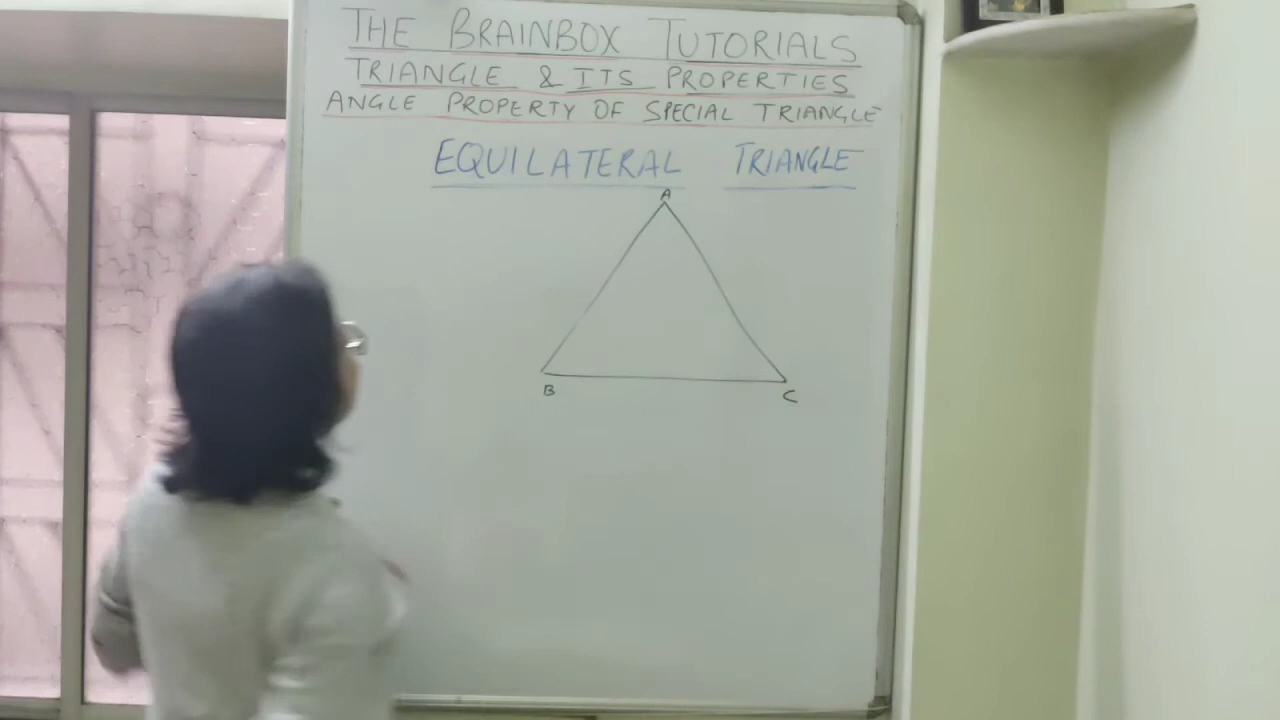 THE BRAINBOX TUTORIALS
TRIANGLE & ITS PROPERTIES
ANGLE PROPERTY OF SPECIAL TRIANGLE
EQUILATERAL TRIANGLE
A
B C